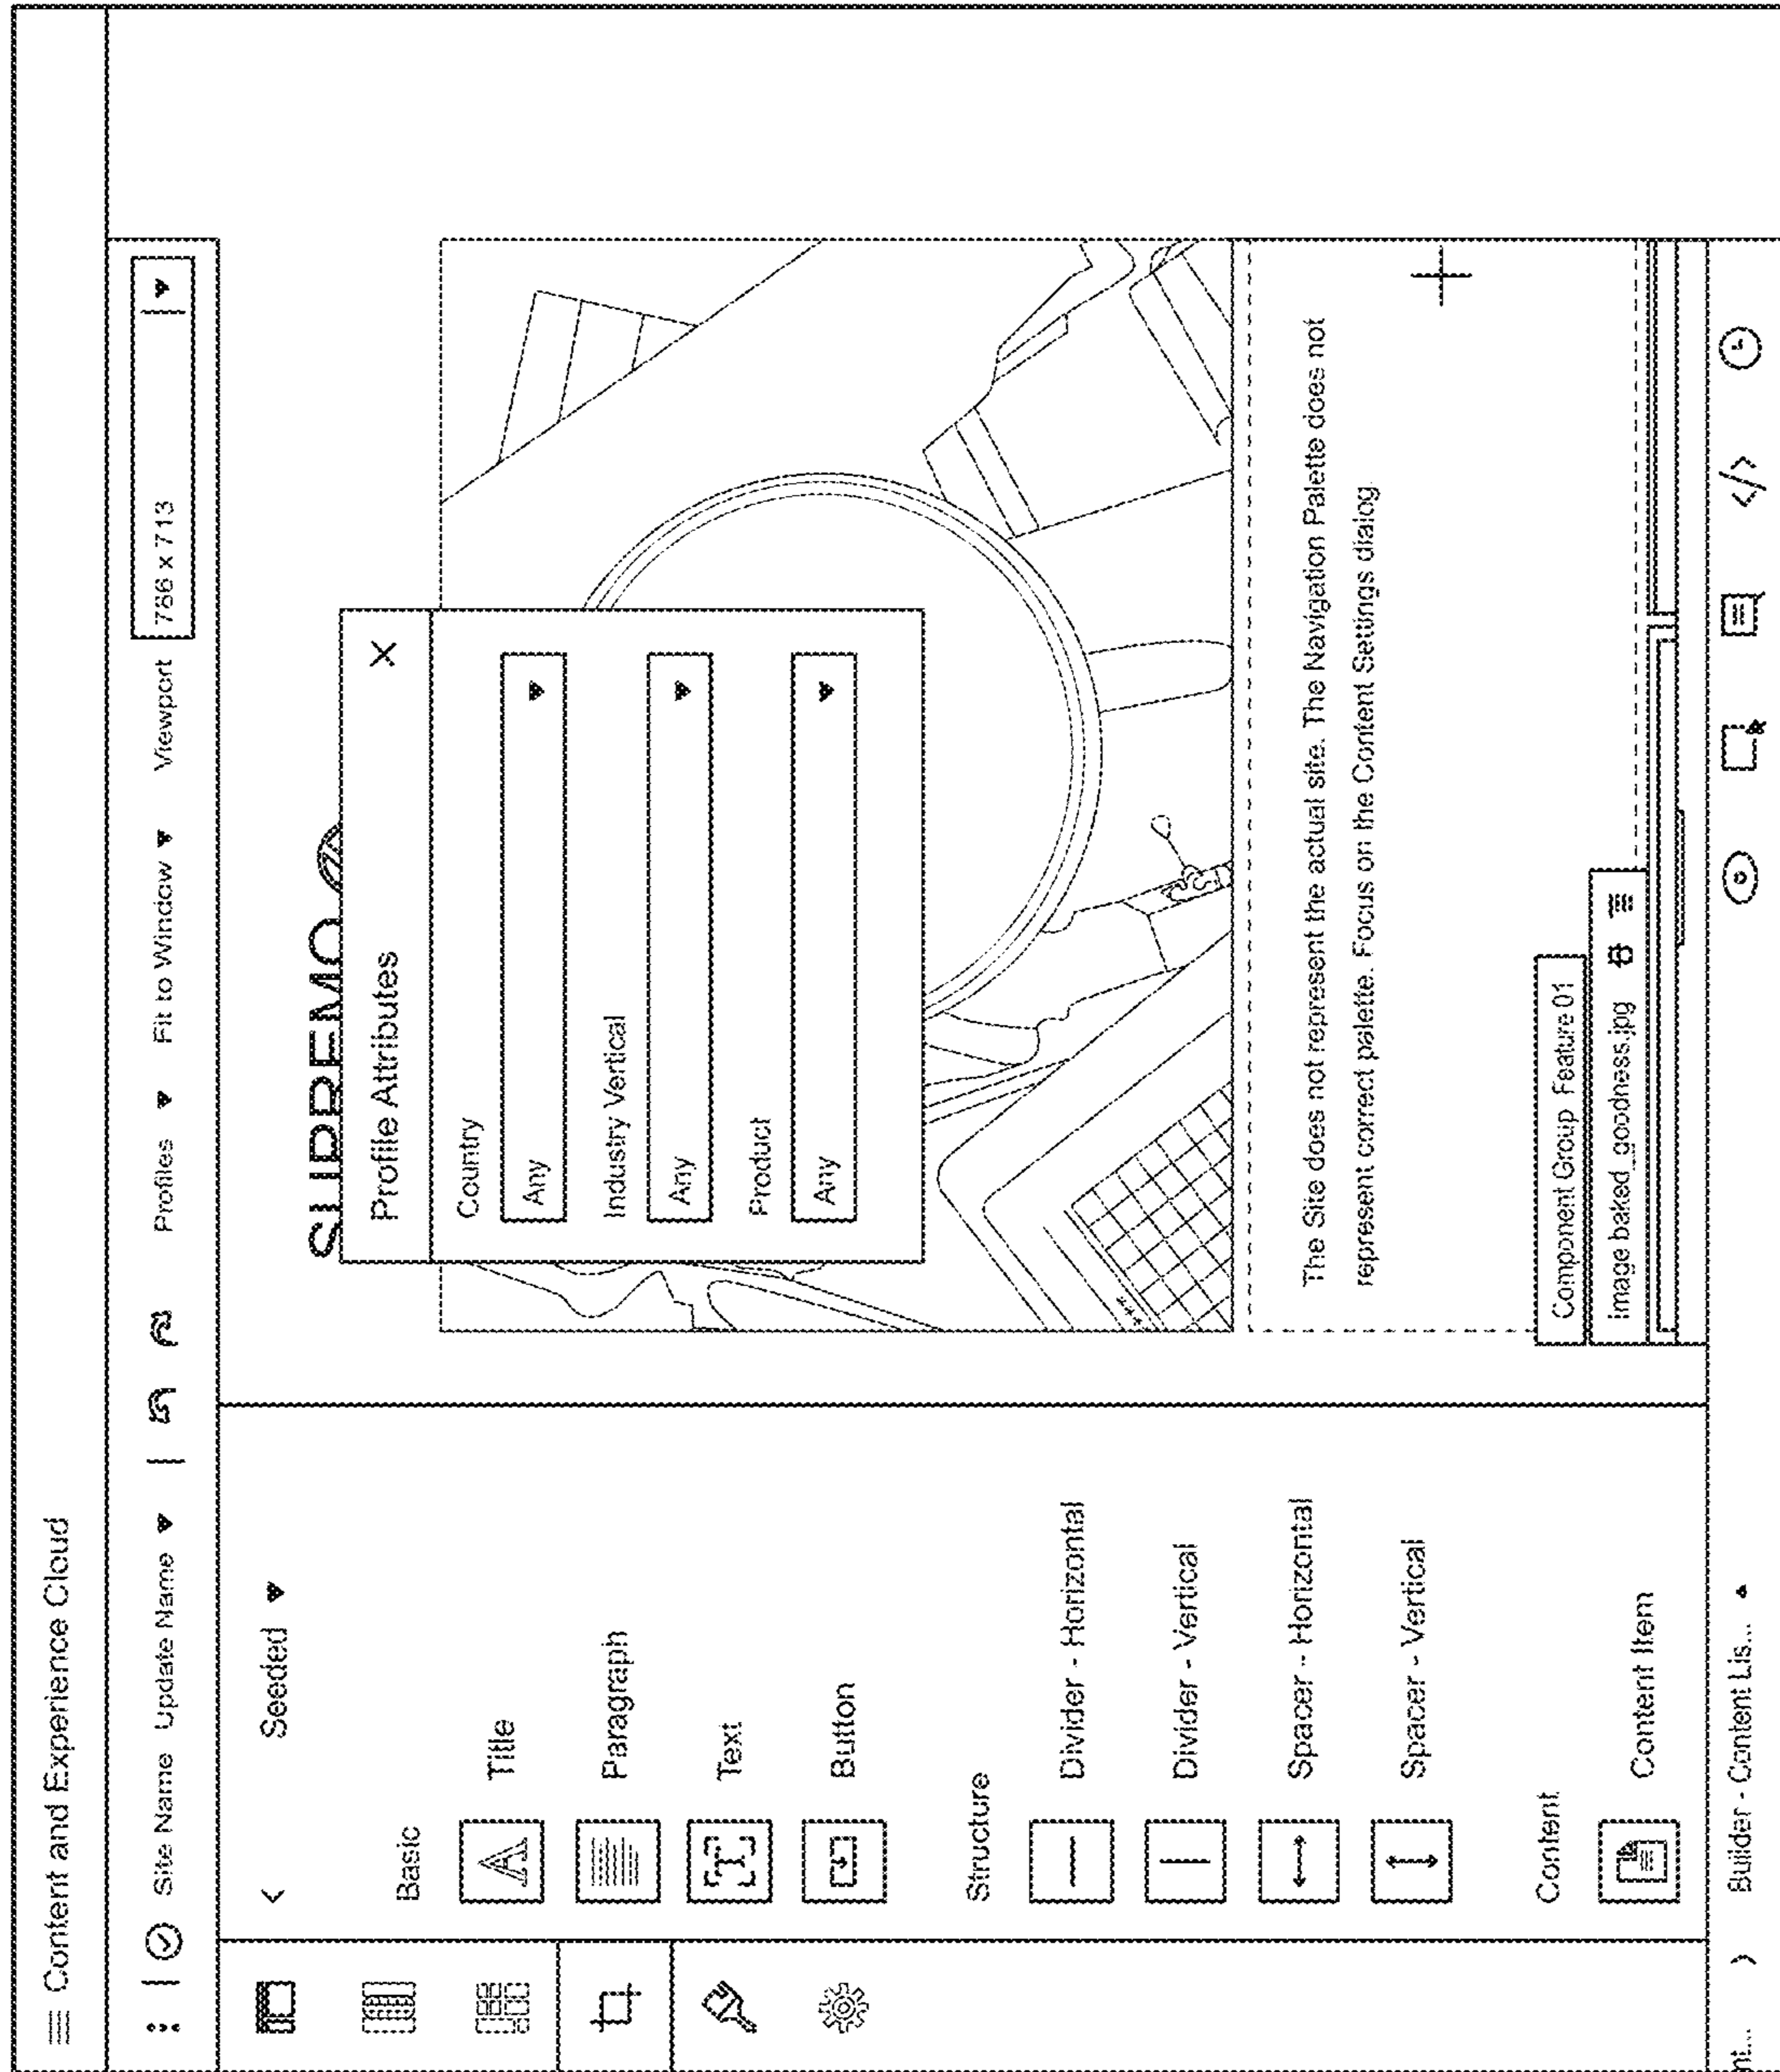 Content and Experience Cloud
Site Name Update Name
Profiles
Fit to Window
Viewport
786 x 713
Seeded
Basic
Title
Paragraph
Text
Button
Structure
Divider - Horizontal
Divider - Vertical
Spacer - Horizontal
Spacer - Vertical
Content
Content Item
SUPREMO
Profile Attributes
Country
Any
Industry Vertical
Any
Product
Any
The Site does not represent the actual site. The Navigation Palette does not
represent correct palette. Focus on the Content Settings dialog.
Component Group Feature 01
Image baked_goodness.jpg
nt...
Builder - Content Lis...